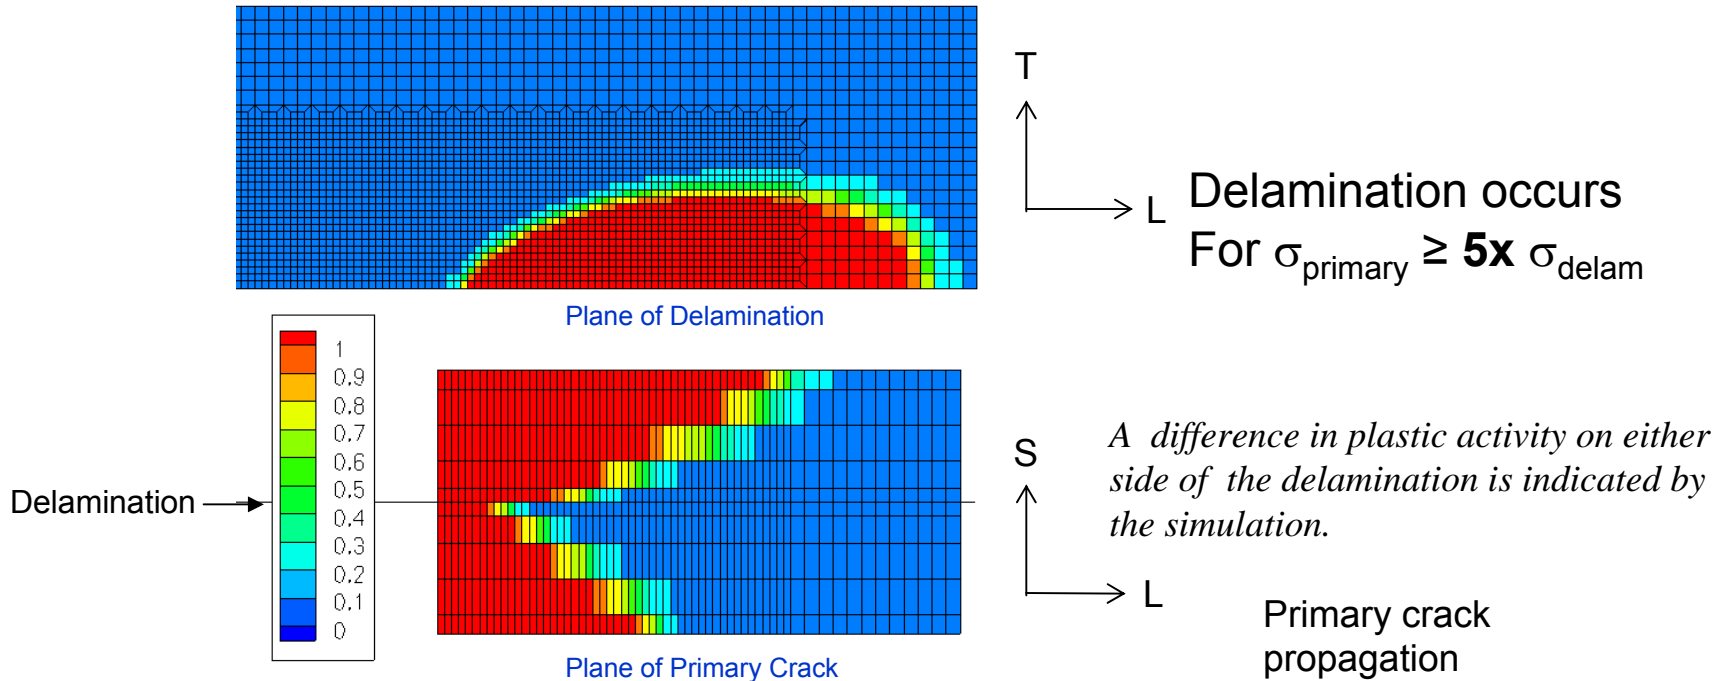 T
L
Delamination occurs
For σprimary ≥ 5x σdelam
Plane of Delamination
1
0.9
0.8
0.7
0.6
0.5
0.4
0.3
0.2
0.1
0
Delamination
S
L
A difference in plastic activity on either
side of the delamination is indicated by
the simulation.
Primary crack
propagation
Plane of Primary Crack